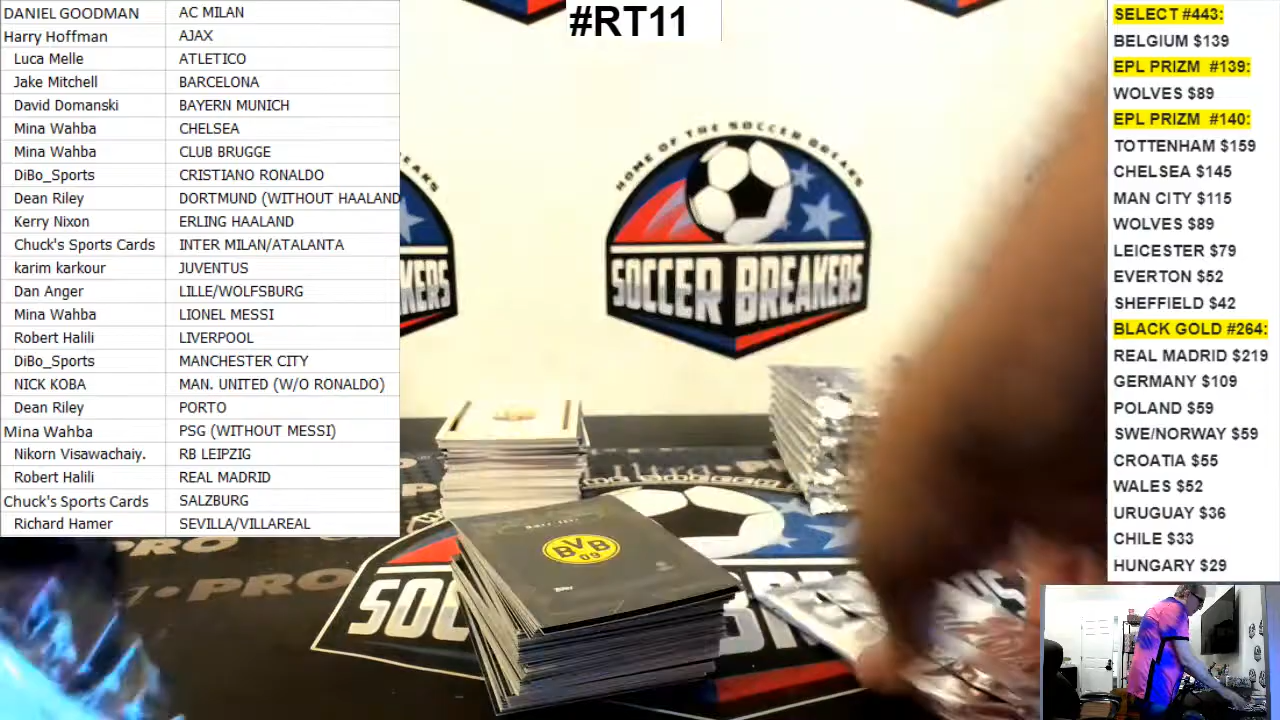 #RT11
DANIEL GOODMAN AC MILAN
Harry Hoffman AJAX
Luca Melle ATLETICO
Jake Mitchell BARCELONA
David Domanski BAYERN MUNICH
Mina Wahba CHELSEA
Mina Wahba CLUB BRUGGE
DiBo_Sports CRISTIANO RONALDO
Dean Riley DORTMUND (WITHOUT HAALAND
Kerry Nixon ERLING HAALAND
Chuck's Sports Cards INTER MILAN/ATALANTA
karim karkour JUVENTUS
Dan Anger LILLE/WOLFSBURG
Mina Wahba LIONEL MESSI
Robert Halili LIVERPOOL
DiBo_Sports MANCHESTER CITY
NICK KOBA MAN. UNITED (W/O RONALDO)
Dean Riley PORTO
Mina Wahba PSG (WITHOUT MESSI)
Nikorn Visawachaiy. RB LEIPZIG
Robert Halili REAL MADRID
Chuck's Sports Cards SALZBURG
Richard Hamer SEVILLA/VILLAREAL
HOME OF THE SOCCER BREAKS
SOCCER BREAKERS
EAKS
KERS
BVB
09
PRO
PRO
SOC
SELECT #443:
BELGIUM $139
EPL PRIZM #139:
WOLVES $89
EPL PRIZM #140:
TOTTENHAM $159
CHELSEA $145
MAN CITY $115
WOLVES $89
LEICESTER $79
EVERTON $52
SHEFFIELD $42
BLACK GOLD #264:
REAL MADRID $219
GERMANY $109
POLAND $59
SWE/NORWAY $59
CROATIA $55
WALES $52
URUGUAY $36
CHILE $33
HUNGARY $29